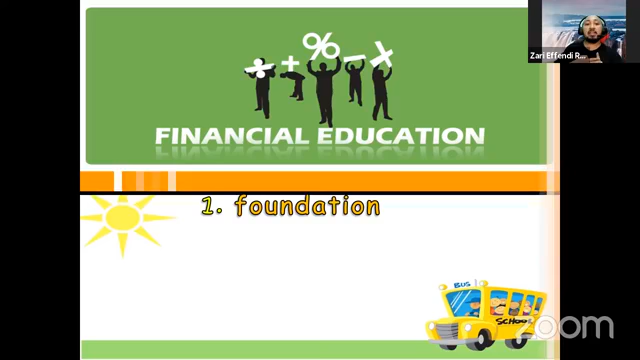 ÷ + % − ×
Zari Effendi R...
FINANCIAL EDUCATION
1. foundation
BUS
SCHOOL
zoom